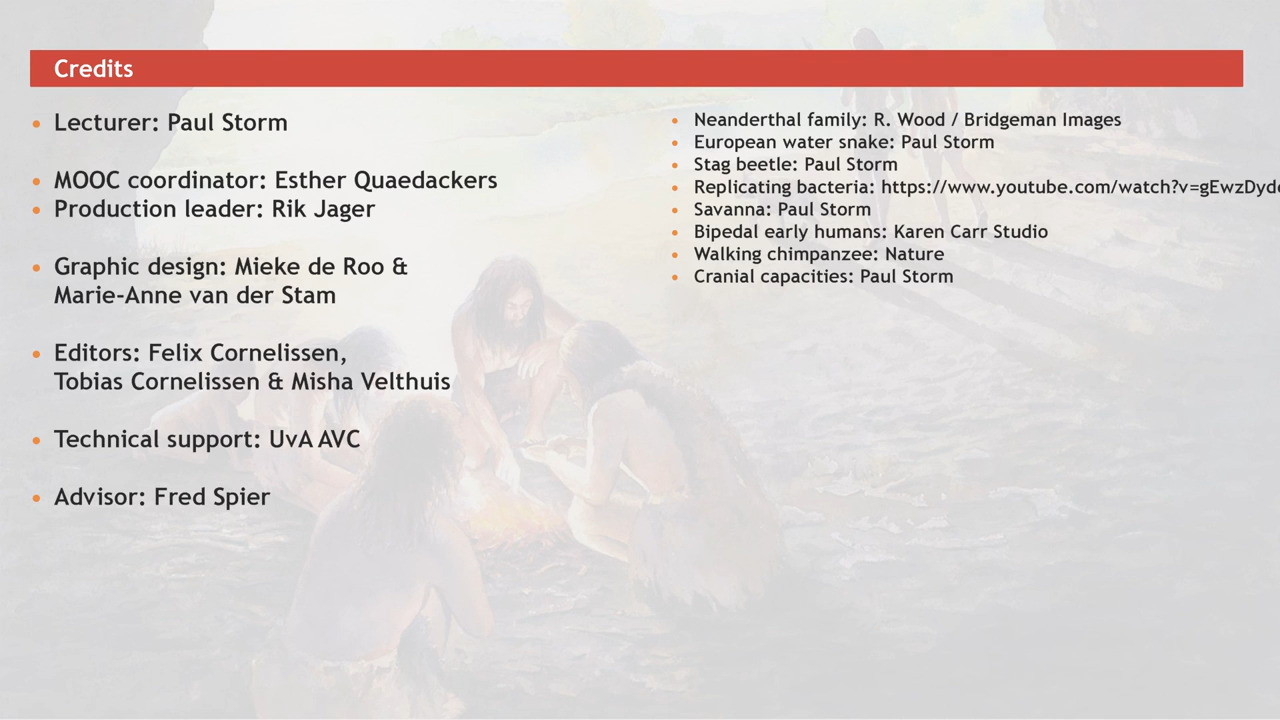 Credits
Lecturer: Paul Storm
MOOC coordinator: Esther Quaedackers
Production leader: Rik Jager
Graphic design: Mieke de Roo &
Marie-Anne van der Stam
Editors: Felix Cornelissen,
Tobias Cornelissen & Misha Velthuis
Technical support: UvA AVC
Advisor: Fred Spier
Neanderthal family: R. Wood / Bridgeman Images
European water snake: Paul Storm
Stag beetle: Paul Storm
Replicating bacteria: https://www.youtube.com/watch?v=gEwzDyd
Savanna: Paul Storm
Bipedal early humans: Karen Carr Studio
Walking chimpanzee: Nature
Cranial capacities: Paul Storm